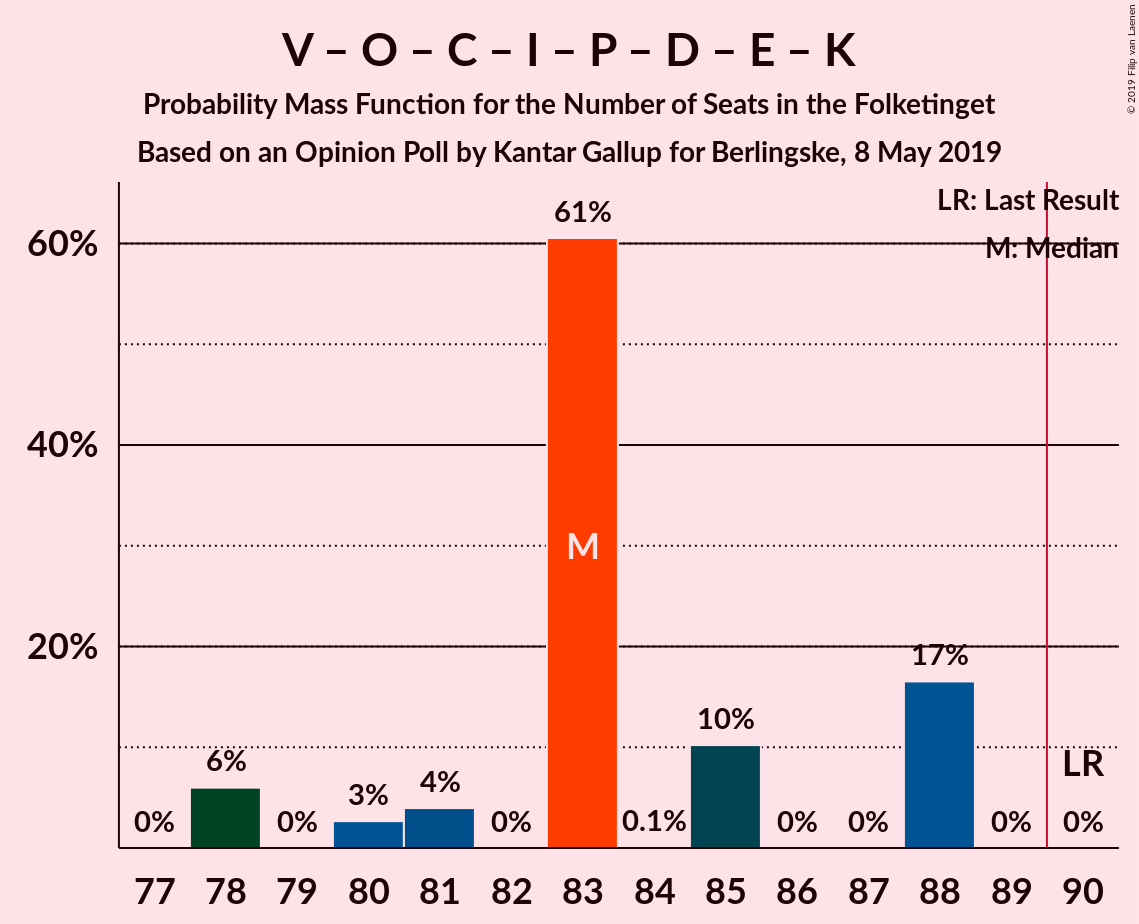 V – O – C – I – P – D – E – K
Probability Mass Function for the Number of Seats in the Folketinget
Based on an Opinion Poll by Kantar Gallup for Berlingske, 8 May 2019
© 2019 Filip van Laenen
LR: Last Result
M: Median
60%
40%
20%
61%
M
17%
10%
LR
6%
3%
4%
0%
0%
0%
0.1%
0%
0%
0%
0%
77 78 79 80 81 82 83 84 85 86 87 88 89 90